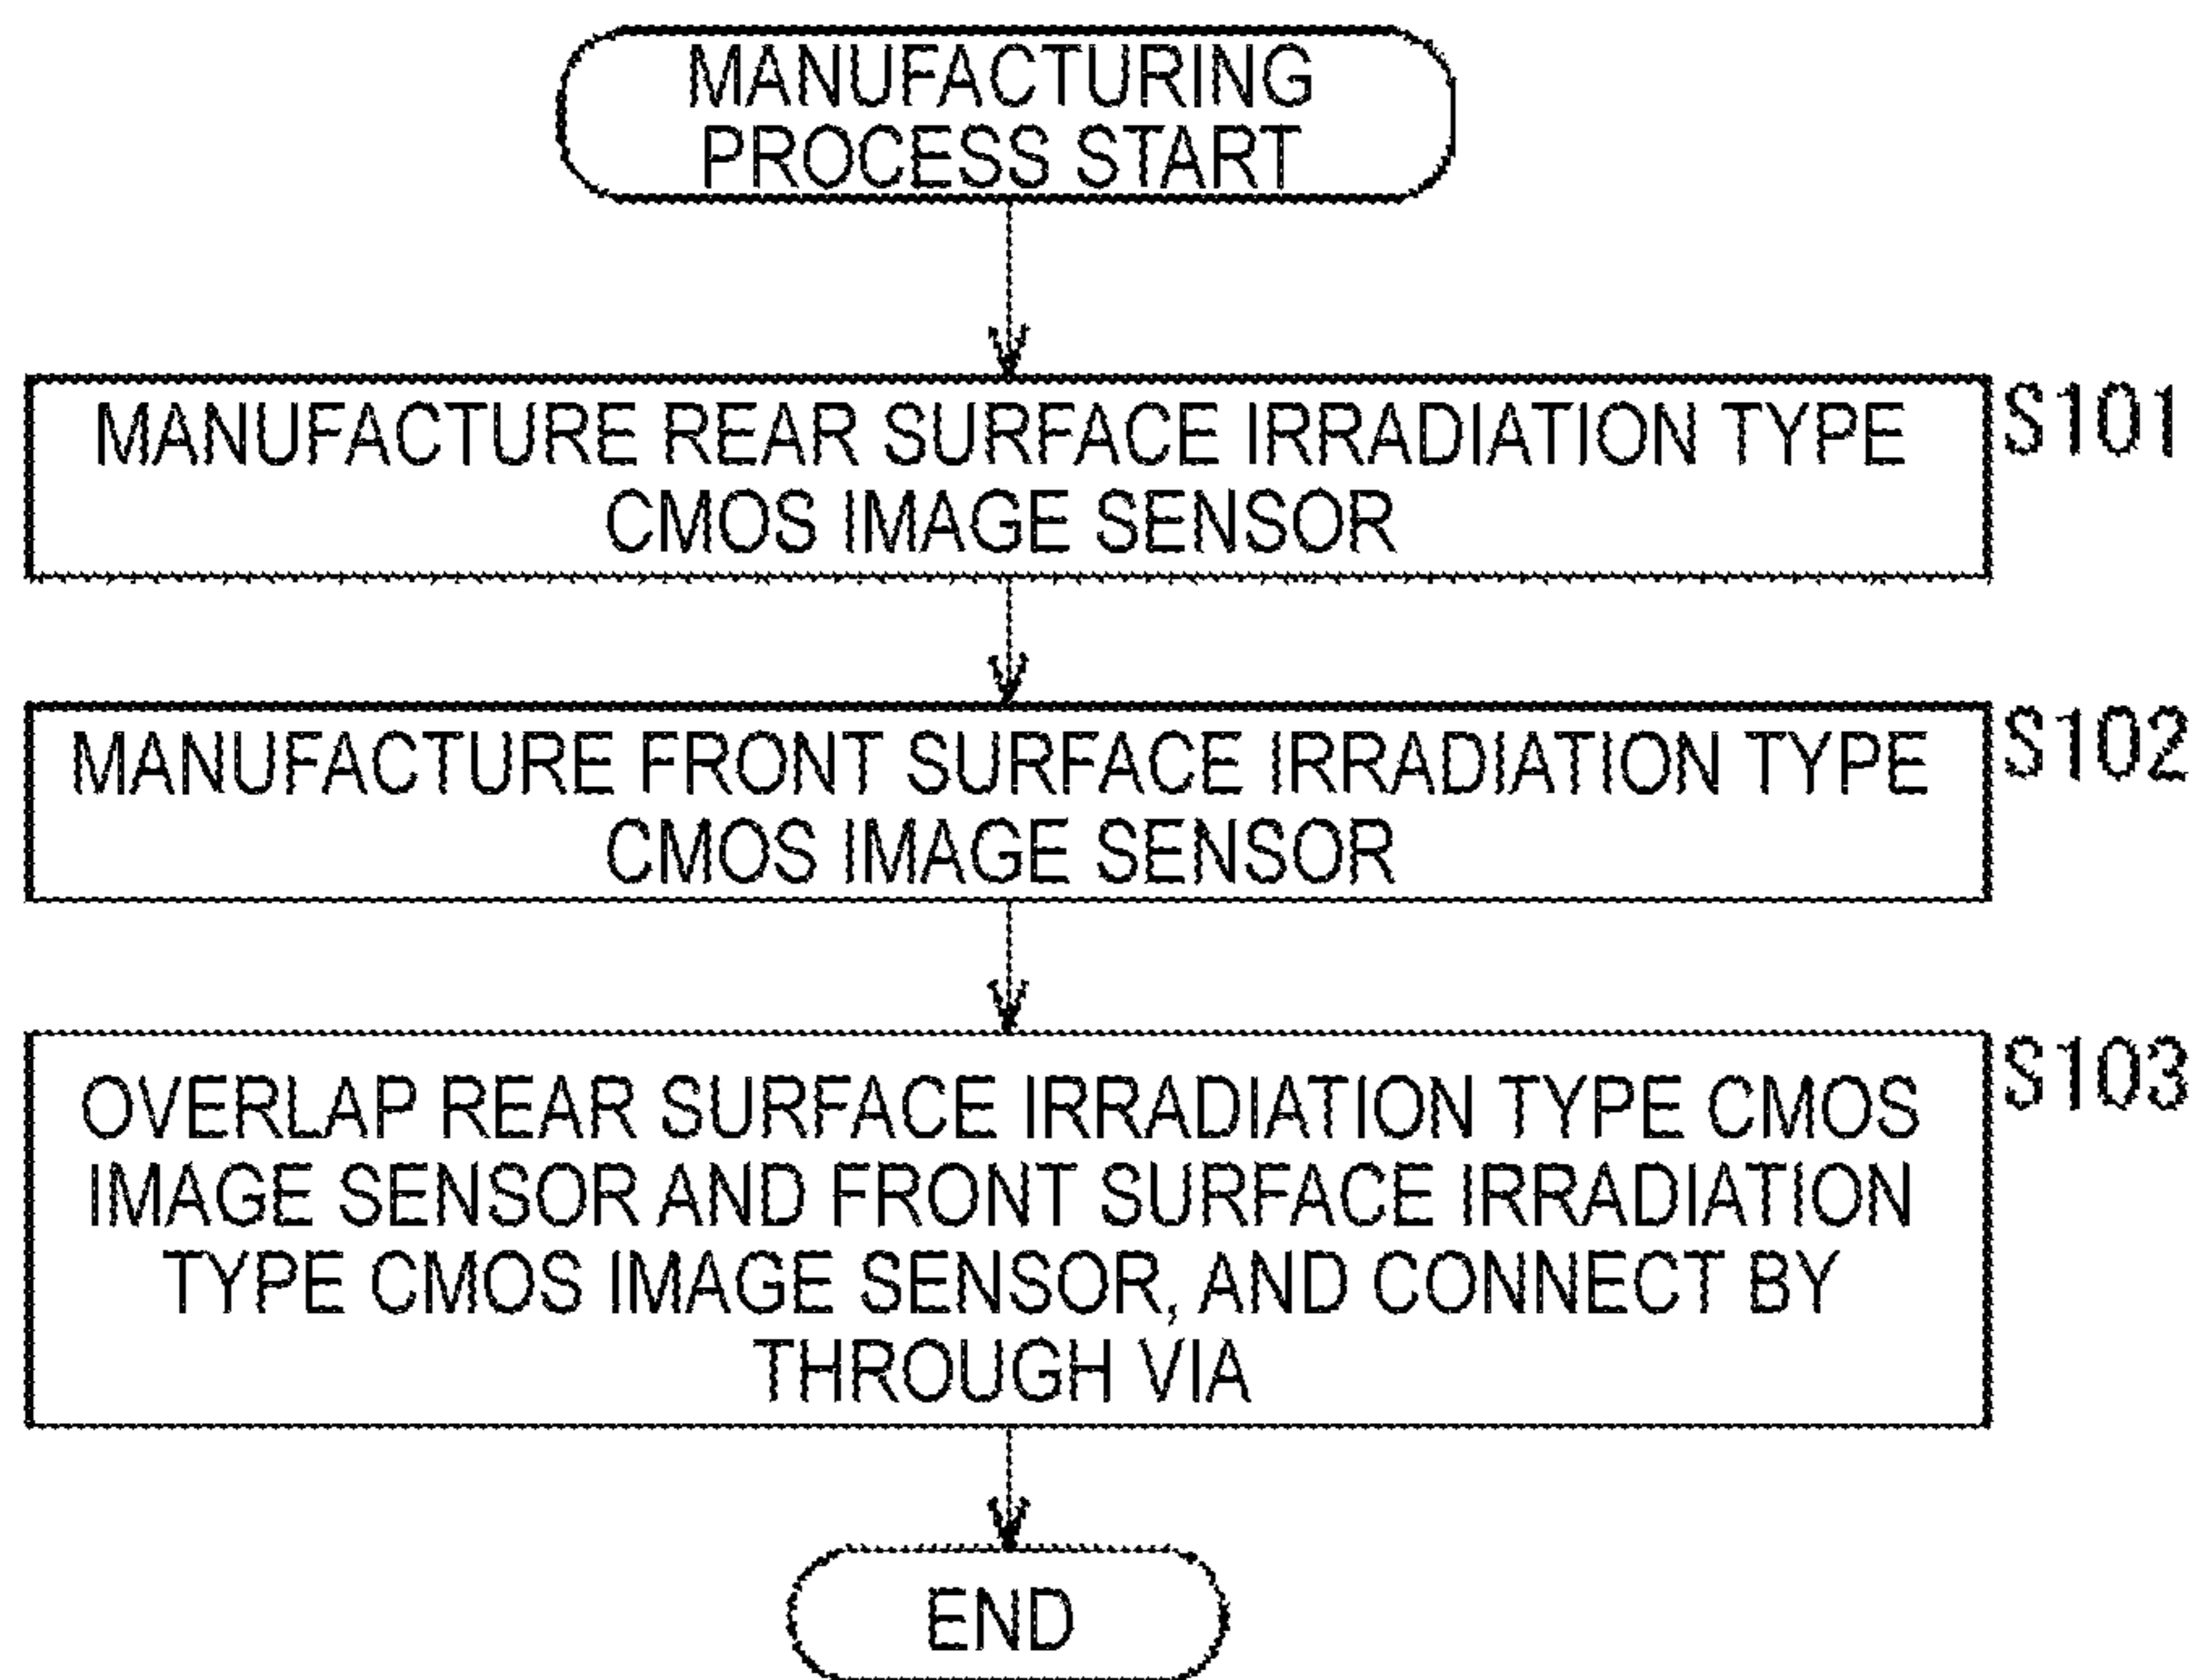 MANUFACTURING
PROCESS START
MANUFACTURE REAR SURFACE IRRADIATION TYPE
CMOS IMAGE SENSOR
S101
MANUFACTURE FRONT SURFACE IRRADIATION TYPE
CMOS IMAGE SENSOR
S102
OVERLAP REAR SURFACE IRRADIATION TYPE CMOS
IMAGE SENSOR AND FRONT SURFACE IRRADIATION
TYPE CMOS IMAGE SENSOR, AND CONNECT BY
THROUGH VIA
S103
END